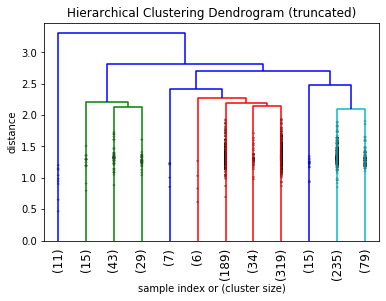 Hierarchical Clustering Dendrogram (truncated)
3.0
2.5
2.0
1.5
1.0
0.5
0.0
distance
(11) (15) (43) (29) (7) (6) (189) (34) (319) (15) (235) (79)
sample index or (cluster size)